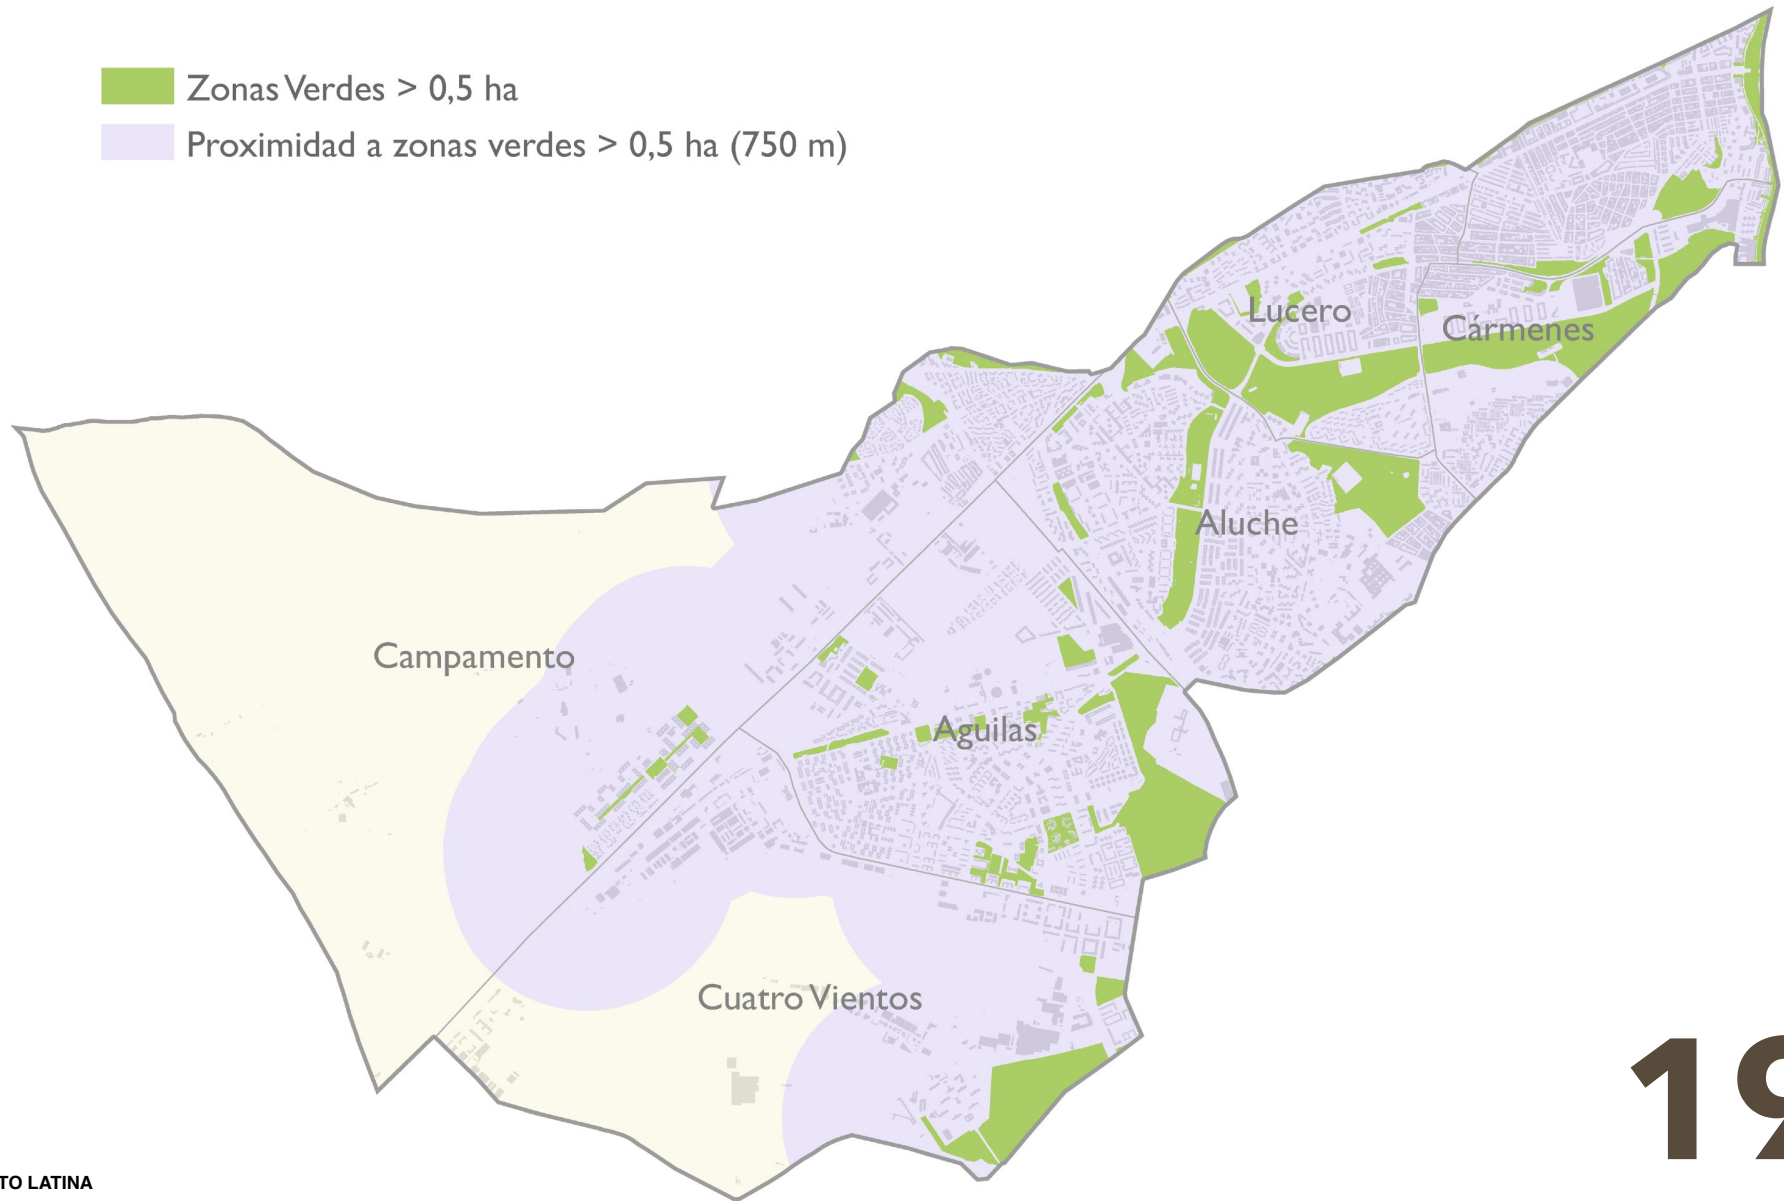 Zonas Verdes > 0,5 ha
Proximidad a zonas verdes > 0,5 ha (750 m)
Lucero
Cármenes
Aluche
Campamento
Aguilas
Cuatro Vientos
19
TO LATINA